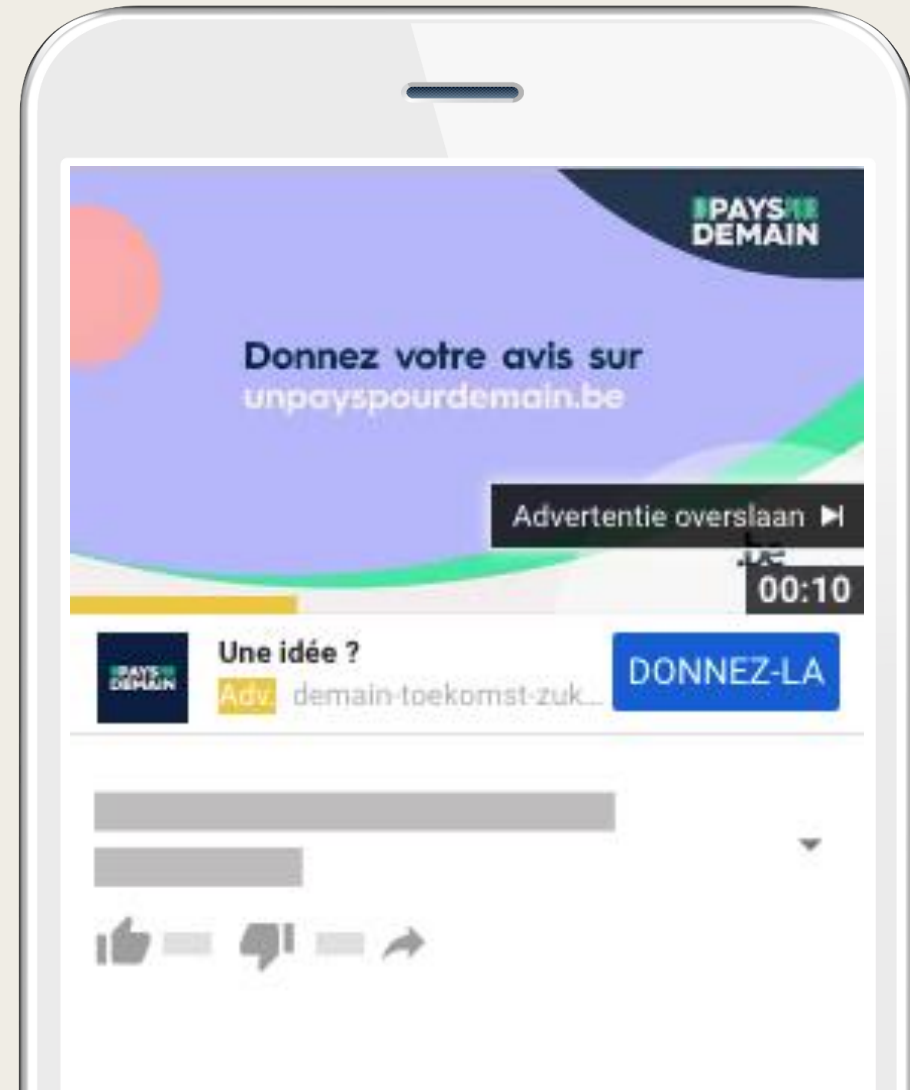 PAYS
DEMAIN
Donnez votre avis sur
unpayspourdemain.be
Advertentie overslaan
.be
00:10
PAYS
DEMAIN
Une idée ?
Adv. demain-toekomst-zuk...
DONNEZ-LA